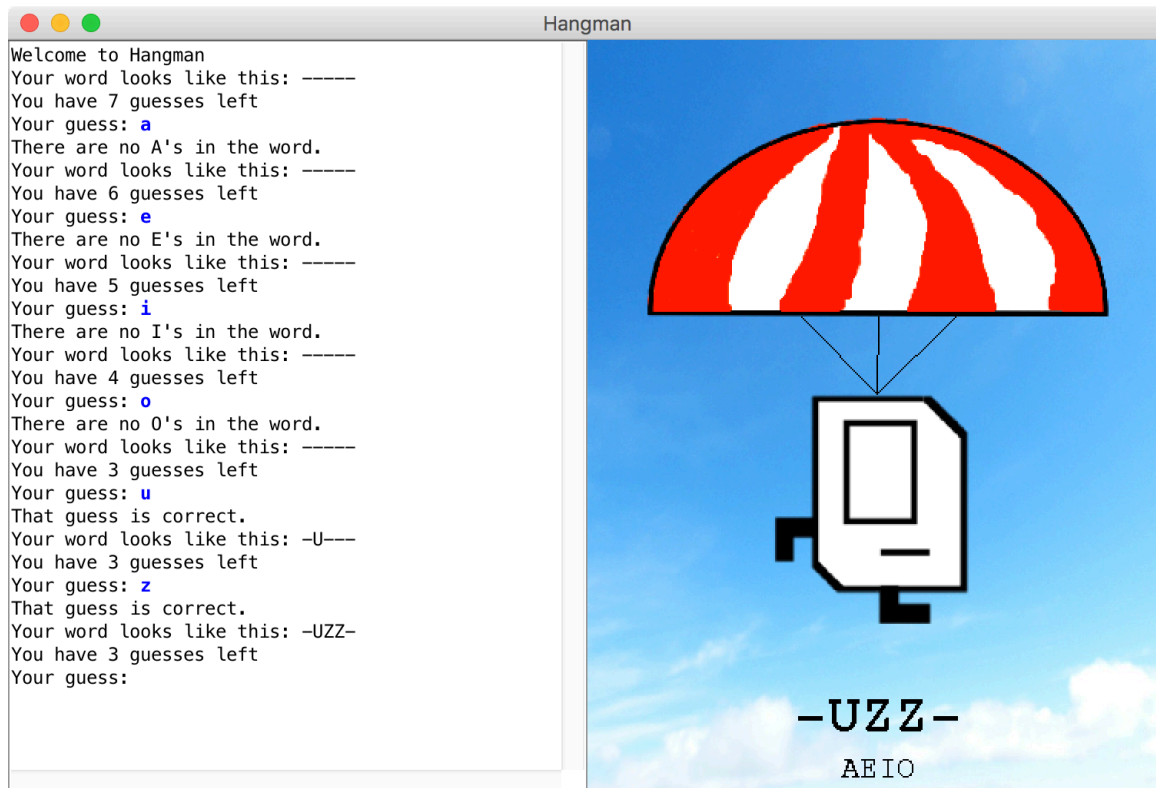 Hangman
Welcome to Hangman
Your word looks like this: -----
You have 7 guesses left
Your guess: a
There are no A's in the word.
Your word looks like this: -----
You have 6 guesses left
Your guess: e
There are no E's in the word.
Your word looks like this: -----
You have 5 guesses left
Your guess: i
There are no I's in the word.
Your word looks like this: -----
You have 4 guesses left
Your guess: o
There are no O's in the word.
Your word looks like this: -----
You have 3 guesses left
Your guess: u
That guess is correct.
Your word looks like this: -U---
You have 3 guesses left
Your guess: z
That guess is correct.
Your word looks like this: -UZZ-
You have 3 guesses left
Your guess:
-UZZ-
AEIO